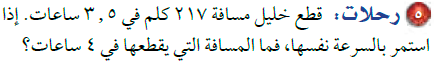 ٥ رحلات: قطع خليل مسافة ٢١٧ كلم في ٣,٥ ساعات. إذا
استمر بالسرعة نفسها، فما المسافة التي يقطعها في ٤ ساعات؟